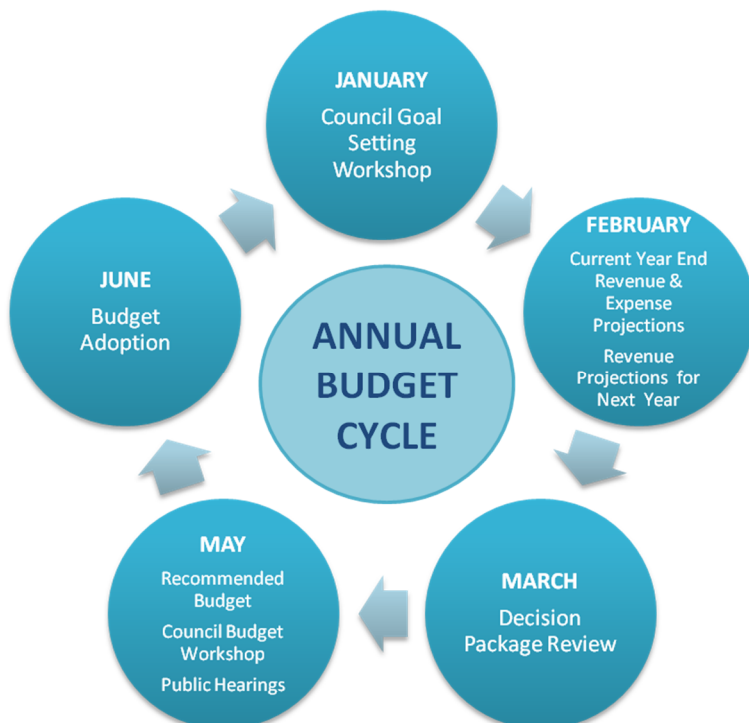 JANUARY
Council Goal
Setting
Workshop
FEBRUARY
Current Year End
Revenue &
Expense
Projections
Revenue
Projections for
Next Year
MARCH
Decision
Package Review
MAY
Recommended
Budget
Council Budget
Workshop
Public Hearings
JUNE
Budget
Adoption
ANNUAL
BUDGET
CYCLE